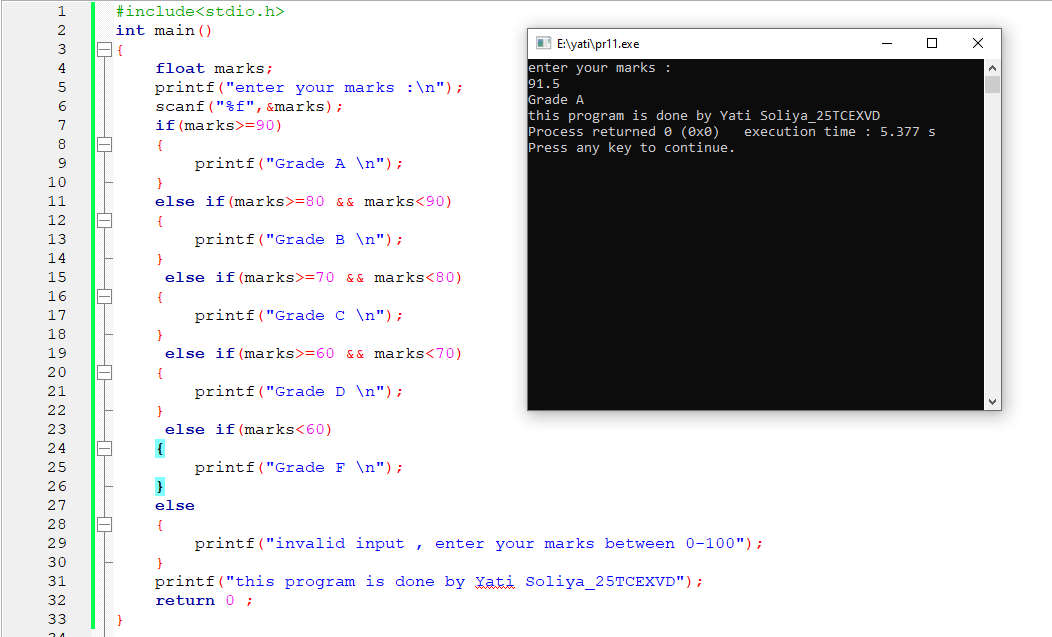 1 #include<stdio.h>
2 int main()
3 {
4 float marks;
5 printf("enter your marks :\n");
6 scanf("%f",&marks);
7 if(marks>=90)
8 {
9 printf("Grade A \n");
10 }
11 else if(marks>=80 && marks<90)
12 {
13 printf("Grade B \n");
14 }
15 else if(marks>=70 && marks<80)
16 {
17 printf("Grade C \n");
18 }
19 else if(marks>=60 && marks<70)
20 {
21 printf("Grade D \n");
22 }
23 else if(marks<60)
24 {
25 printf("Grade F \n");
26 }
27 else
28 {
29 printf("invalid input , enter your marks between 0-100");
30 }
31 printf("this program is done by Yati Soliya_25TCEXVD");
32 return 0 ;
33 }
34
E:\yati\pr11.exe
enter your marks :
91.5
Grade A
this program is done by Yati Soliya_25TCEXVD
Process returned 0 (0x0)   execution time : 5.377 s
Press any key to continue.